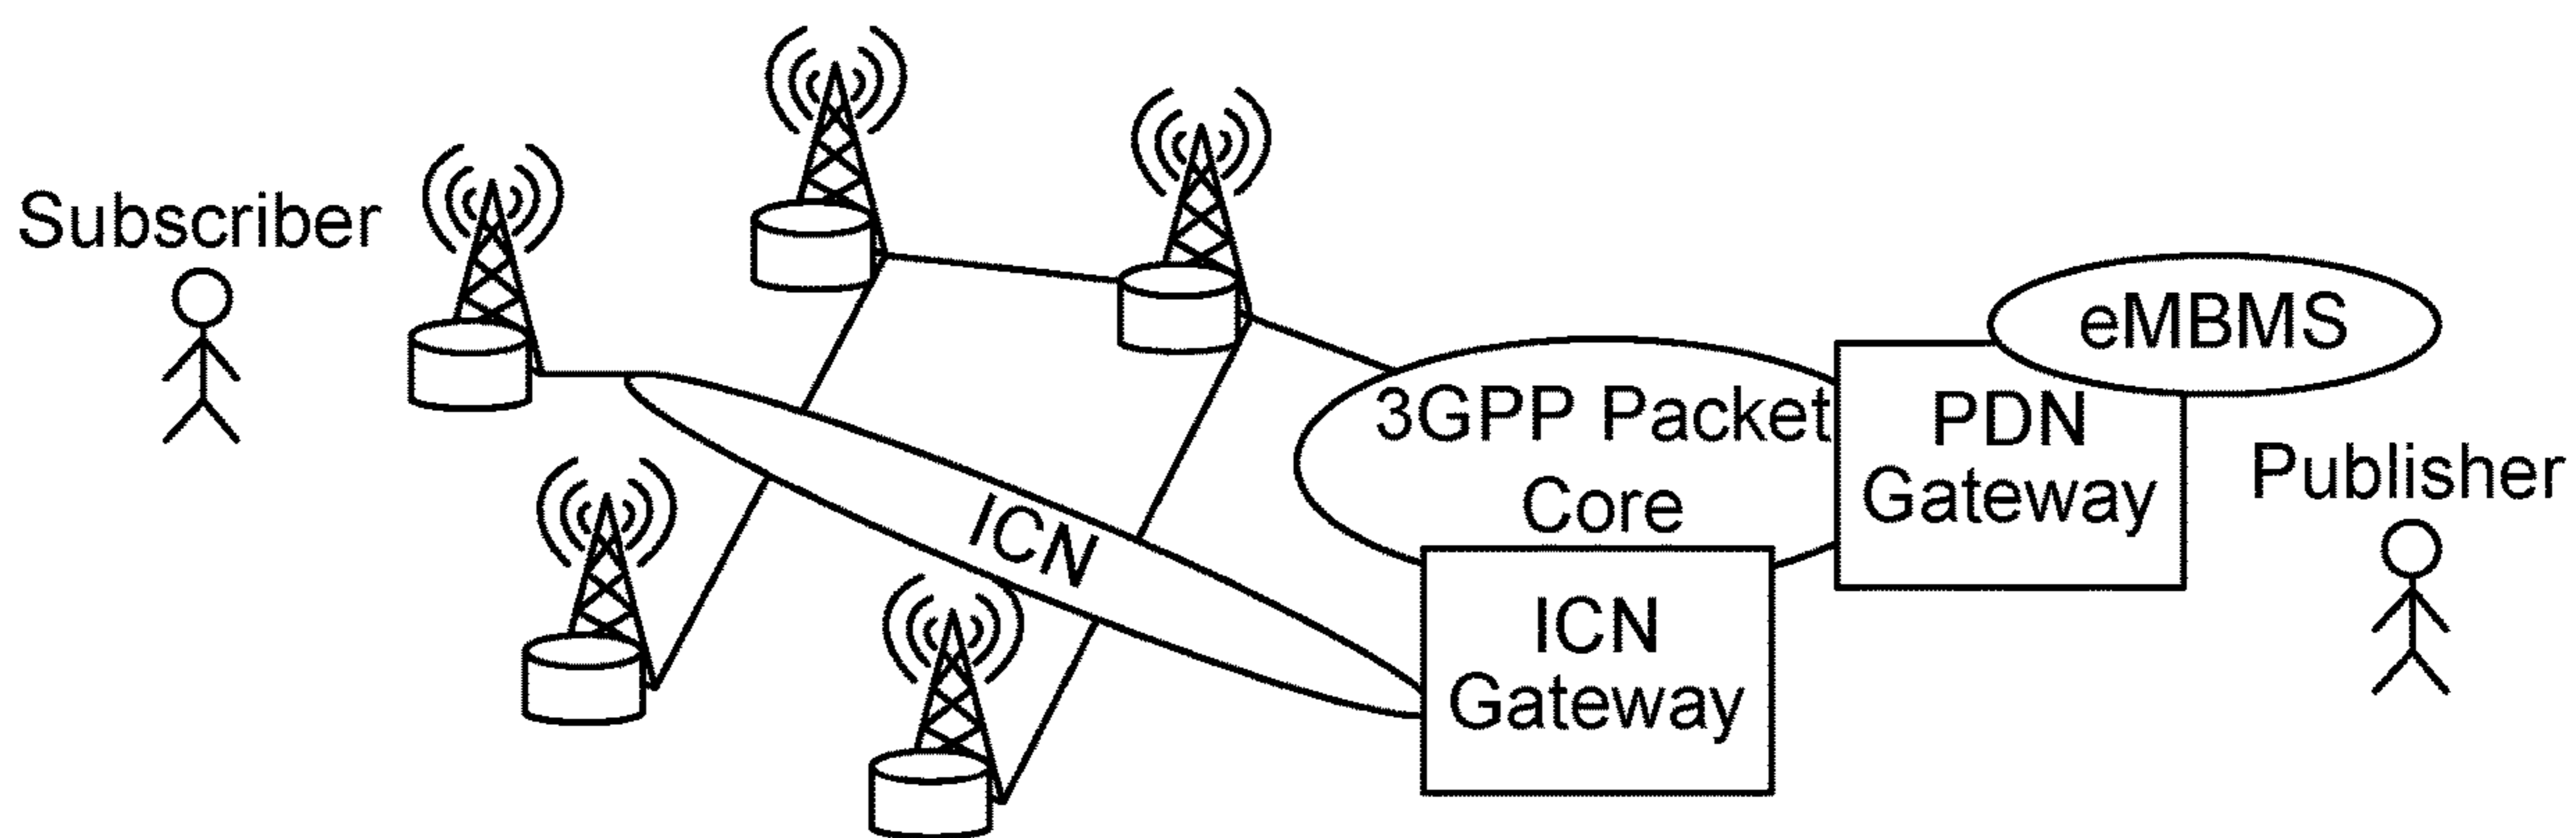 Subscriber
eMBMS
3GPP Packet
Core
PDN
Gateway
Publisher
ICN
ICN
Gateway